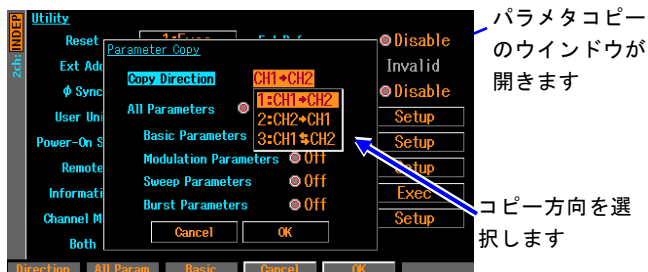 Utility
パラメタコピー
のウインドウが
開きます
2ch: INDEP
Reset
Disable
Parameter Copy
Ext Add
Invalid
Copy Direction CH1→CH2
φ Sync
Disable
1:CH1→CH2
All Parameters
User Uni
2:CH2→CH1
Setup
Basic Parameters
3:CH1⇆CH2
Power-On S
Setup
Modulation Parameters Off
Remote
Setup
Sweep Parameters Off
Informati
Exec
コピー方向を選
択します
Burst Parameters Off
Channel M
Setup
Cancel OK
Both
Direction All Param Basic Cancel OK